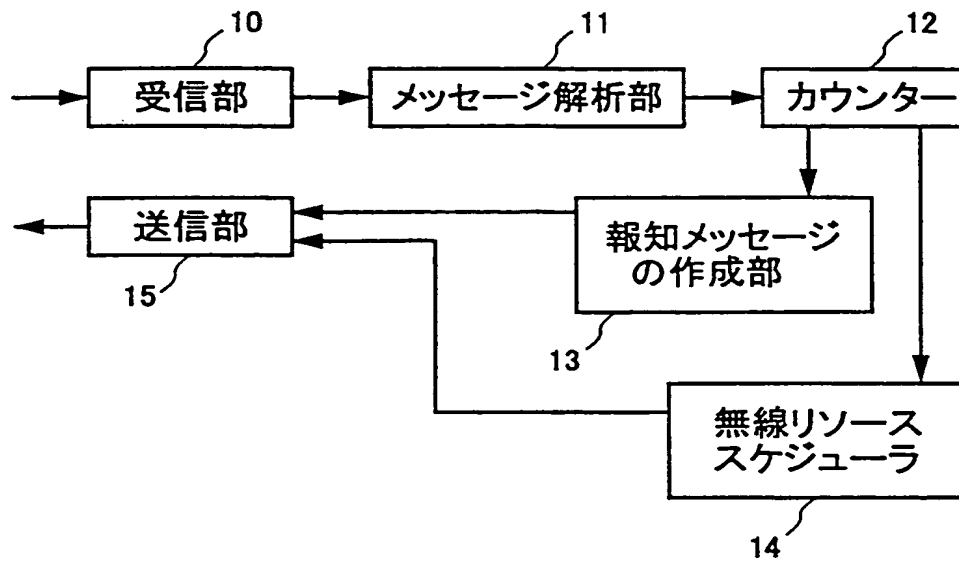 10
11
12
受信部
メッセージ解析部
カウンター
送信部
15
報知メッセージ
の作成部
13
無線リソース
スケジューラ
14